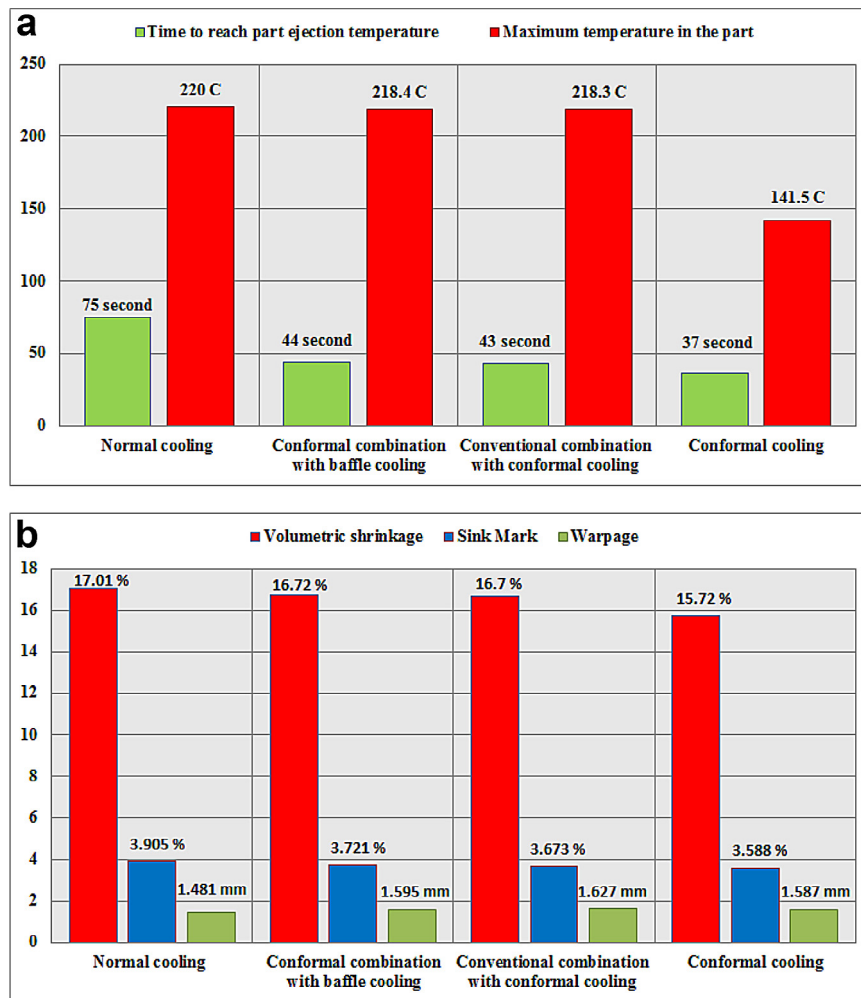 a
Time to reach part ejection temperature
Maximum temperature in the part
250
200
150
100
50
0
220 C
218.4 C
218.3 C
141.5 C
75 second
44 second
43 second
37 second
Normal cooling
Conformal combination
with baffle cooling
Conventional combination
with conformal cooling
Conformal cooling
b
Volumetric shrinkage
Sink Mark
Warpage
18
16
14
12
10
8
6
4
2
0
17.01 %
16.72 %
16.7 %
15.72 %
3.905 %
3.721 %
3.673 %
3.588 %
1.481 mm
1.595 mm
1.627 mm
1.587 mm
Normal cooling
Conformal combination
with baffle cooling
Conventional combination
with conformal cooling
Conformal cooling